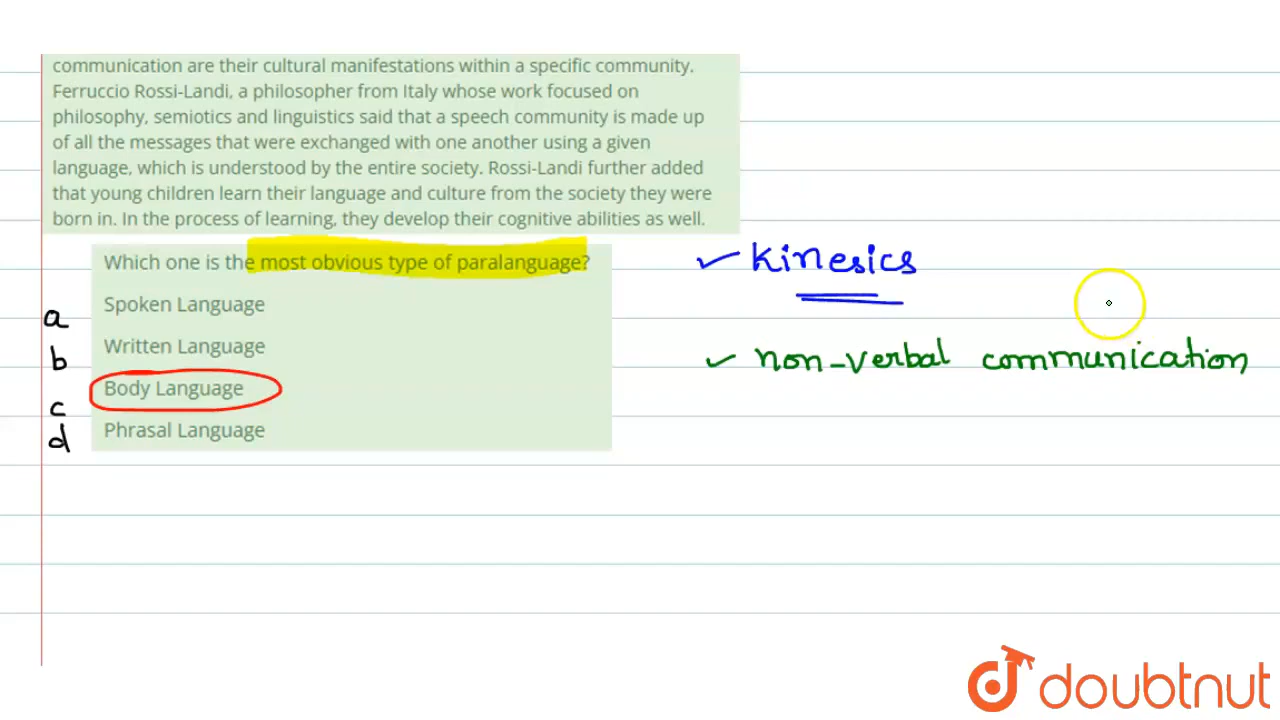 communication are their cultural manifestations within a specific community.
Ferruccio Rossi-Landi, a philosopher from Italy whose work focused on
philosophy, semiotics and linguistics said that a speech community is made up
of all the messages that were exchanged with one another using a given
language, which is understood by the entire society. Rossi-Landi further added
that young children learn their language and culture from the society they were
born in. In the process of learning, they develop their cognitive abilities as well.
Which one is the most obvious type of paralanguage?
✓ Kinesics
a Spoken Language
b Written Language
✓ non-verbal communication
c Body Language
d Phrasal Language
doubtnut